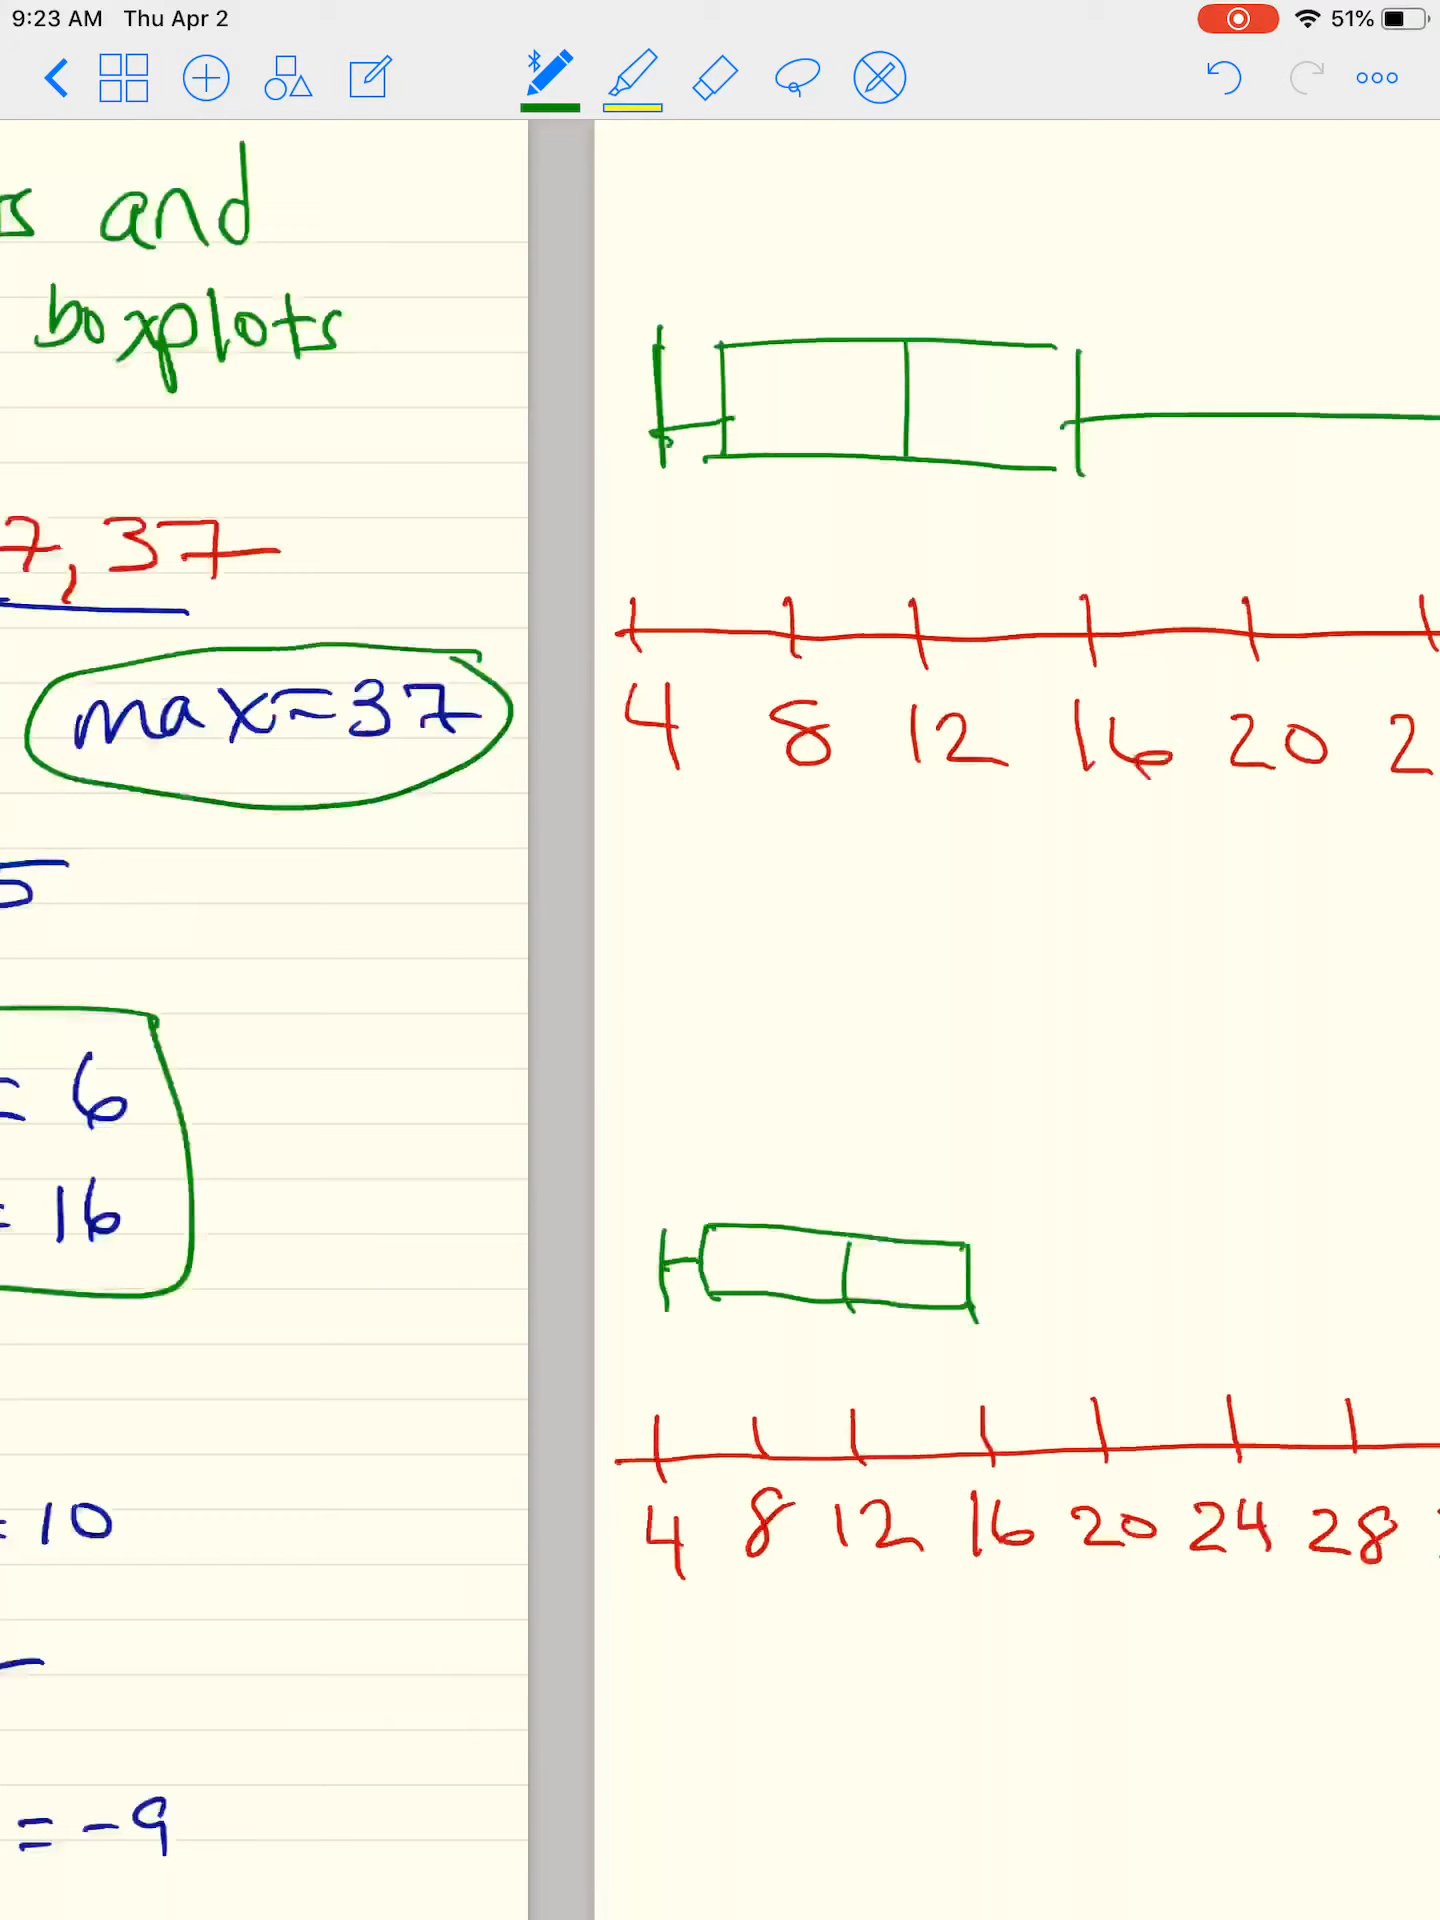 9:23 AM Thu Apr 2
51%
and
boxplots
7, 37
max=37
5
= 6
= 16
= 10
= -9
4 8 12 16 20 2
4 8 12 16 20 24 28